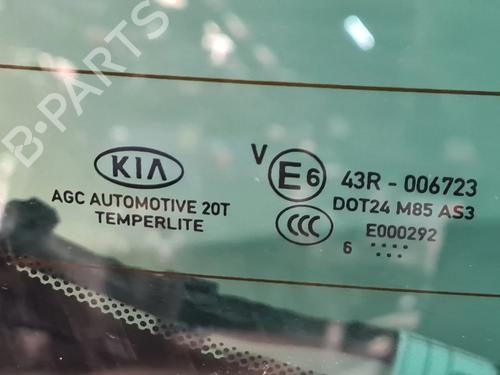 B-PARTS
KIA
AGC AUTOMOTIVE 20T
TEMPERLITE
V E6 43R - 006723
CCC DOT24 M85 AS3
E000292
6